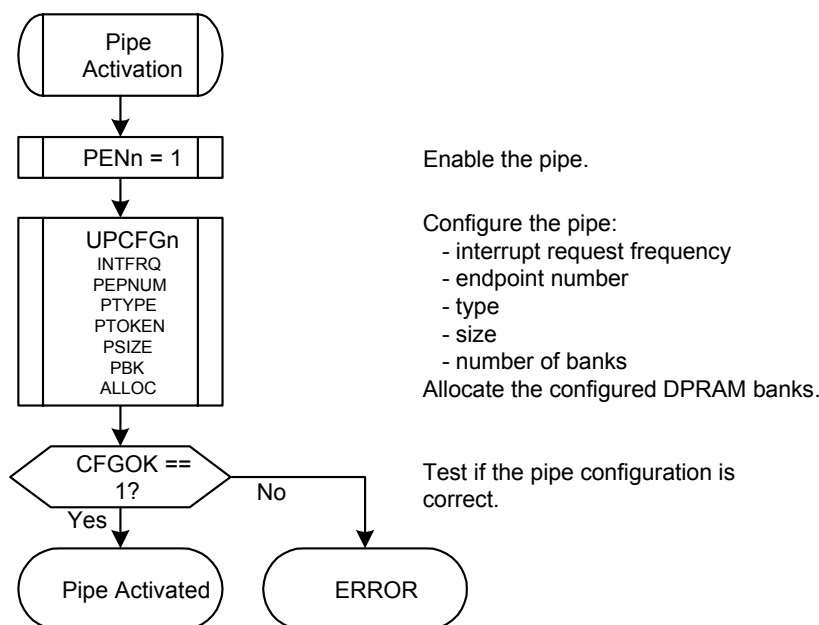 Pipe
Activation
PENn = 1
Enable the pipe.
UPCFGn
INTFRQ
PEPNUM
PTYPE
PTOKEN
PSIZE
PBK
ALLOC
Configure the pipe:
- interrupt request frequency
- endpoint number
- type
- size
- number of banks
Allocate the configured DPRAM banks.
CFGOK ==
1?
Test if the pipe configuration is
correct.
No
Yes
Pipe Activated
ERROR